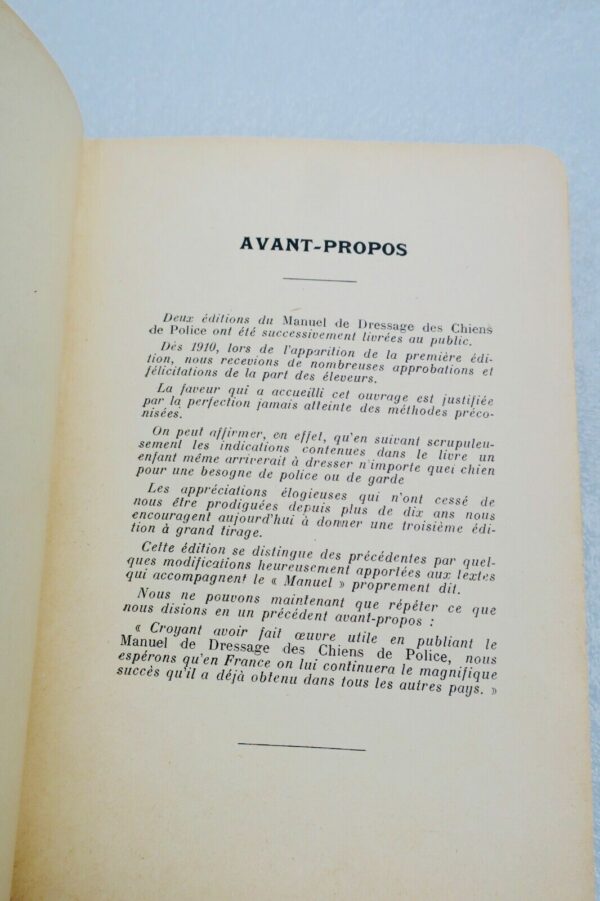 AVANT-PROPOS
Deux éditions du Manuel de Dressage des Chiens
de Police ont été successivement livrées au public.
Dès 1910, lors de l'apparition de la première édi-
tion, nous recevions de nombreuses approbations et
félicitations de la part des éleveurs.
La faveur qui a accueilli cet ouvrage est justifiée
par la perfection jamais atteinte des méthodes préco-
nisées.
On peut affirmer, en effet, qu'en suivant scrupuleu-
sement les indications contenues dans le livre un
enfant même arriverait à dresser n'importe quel chien
pour une besogne de police ou de garde
Les appréciations élogieuses qui n'ont cessé de
nous être prodiguées depuis plus de dix ans nous
encouragent aujourd'hui à donner une troisième édi-
tion à grand tirage.
Cette édition se distingue des précédentes par quel-
ques modifications heureusement apportées aux textes
qui accompagnent le « Manuel » proprement dit.
Nous ne pouvons maintenant que répéter ce que
nous disions en un précédent avant-propos :
« Croyant avoir fait œuvre utile en publiant le
Manuel de Dressage des Chiens de Police, nous
espérons qu'en France on lui continuera le magnifique
succès qu'il a déjà obtenu dans tous les autres pays. »